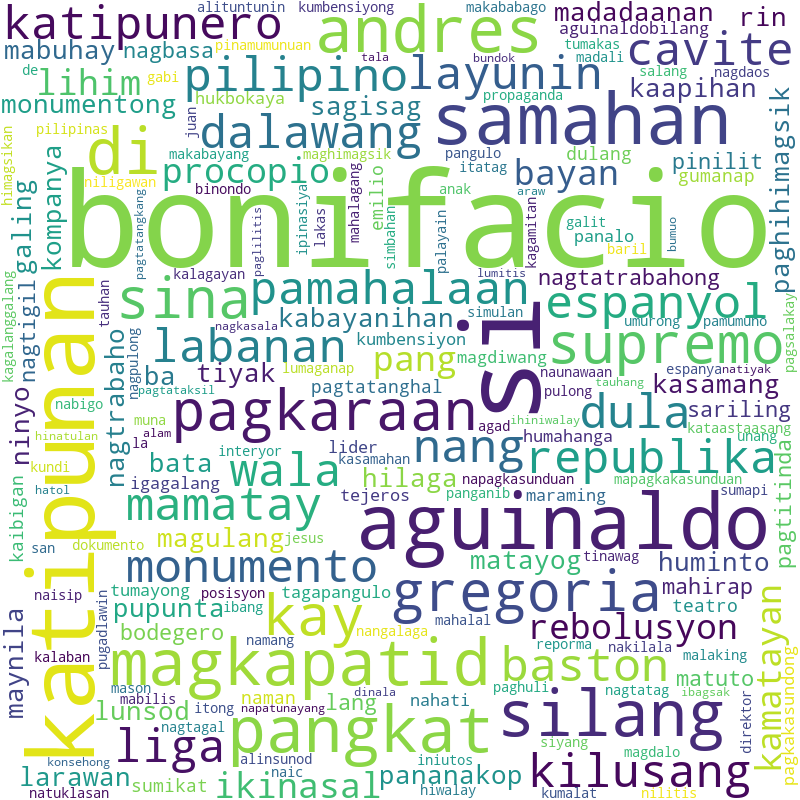 alituntunin kumbensiyong makababago
katipunero andres madadaanan rin
pinamumunuan aguinaldobilang
mabuhay nagbasa tala tumakas cavite
de lihim gabi pilipino layunin bundok madali
salang nagdaos
monumentong hukbokaya sagisag propaganda kaapihan
juan samahan
pilipinas dalawang
himagsikan di makabayang maghimagsik pangulo dulang pinilit
itatag
procopio emilio bayan gumanap
niligawan binondo anak
galing kompanya bonifacio paghihimagsik
pagtatangkang paglilitis ipinasiya lakas mahalagang simbahan palayain kagamitan araw
galit panalo baril bumuo
kalagayan lumitis nagtatrabahong
kagalanggalang nagtigil katipunan tauhan sina pamahalaan si espanyol
kabayanihan simulan umurong pamumuno pagsalakay
nagkasala
nagtrabaho nagpulong labanan kumbensiyon naunawaan supremo
lumaganap pang magdiwang espanyanatiyak
ninyo ba tiyak pulong tauhang kasamang
pagtataksil pagtatanghal
nabigo muna pagkaraan dula sariling
hinatulan la alam agad ihiniwalay kataastaasang
interyor lider nang humahanga unang
kundi bata kasamahan republika
kaibigan hatol igagalang wala hilaga napagkasunduan mapagkakasunduan pagtitinda
mamatay tejeros panganib maraming sumapi
san magulang jesus aguinaldo
dokumento monumento matayog tinawag huminto
naisip tumayong posisyon tagapangulo gregoria mahirap
maynila pugadlawin pupunta ibang kay mahalal teatro
bodegero namang nangalaga nakilala rebolusyon
kalaban reporma malaking kamatayan
magkapatid baston
mason dinala paghuli nagtatag ibagsak matuto
mabilis itong naman napatunayang lang nahati
lunsod pangkat silang direktor pagkakasundong
nagtagal siyang magdalo
konsehong liga alinsunod iniutos
larawan naic pananakop kilusang
sumikat ikinasal hiwalay
natuklasan kumalat nilitis